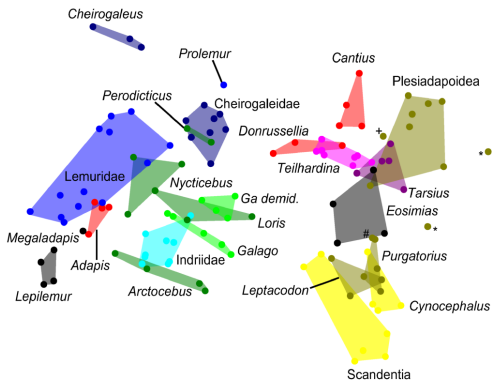 Cheirogaleus
Prolemur
Cantius
Plesiadapoidea
Perodicticus
Cheirogaleidae
Donrussellia
+
*
Teilhardina
Lemuridae
Nycticebus
Tarsius
Ga demid.
Eosimias
Loris
Megaladapis
#
*
Adapis
Indriidae
Galago
Purgatorius
Lepilemur
Arctocebus
Leptacodon
Cynocephalus
Scandentia